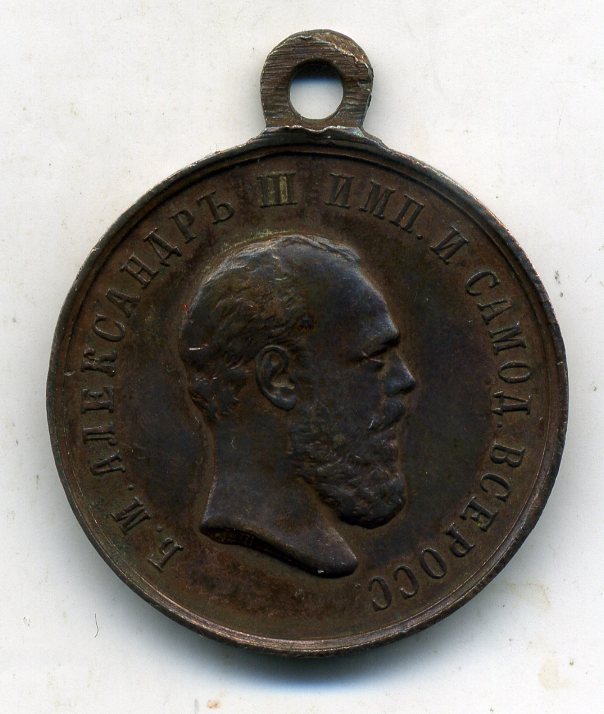 Б. М. АЛЕКСАНДРЪ III ИМП. И САМОД. ВСЕРОСС